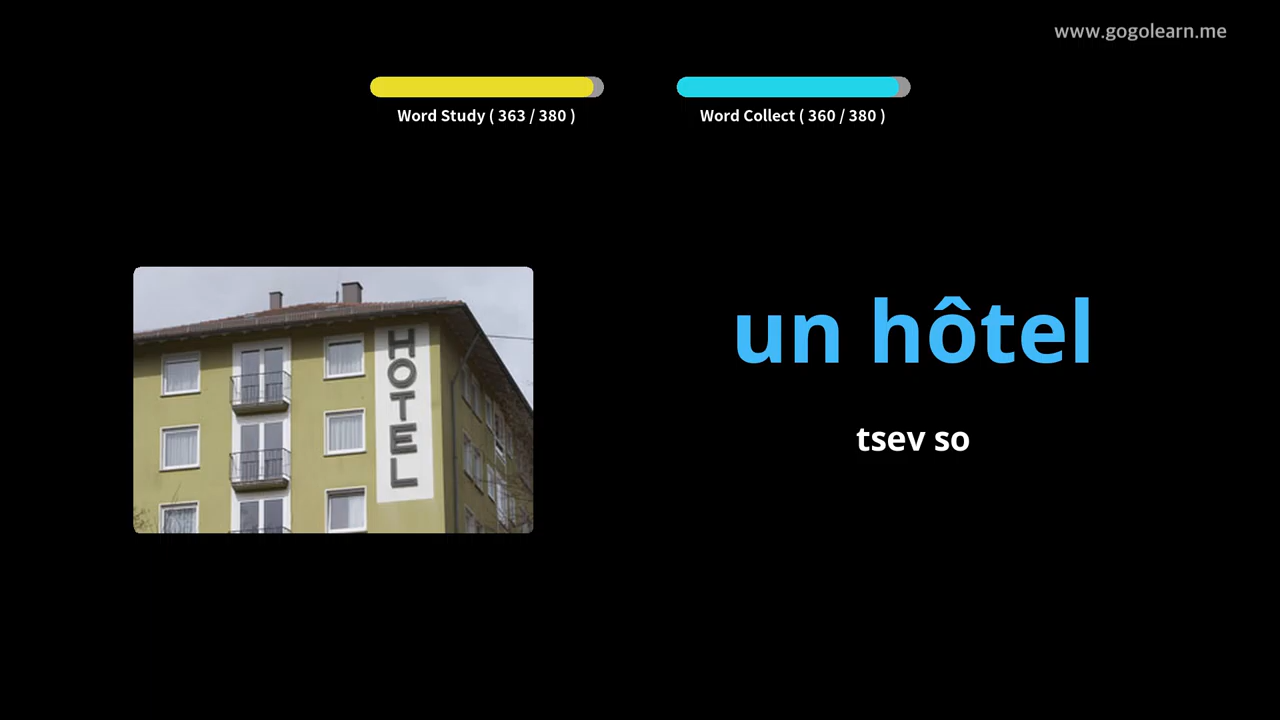 www.gogolearn.me
Word Study ( 363 / 380 )
Word Collect ( 360 / 380 )
HOTEL
un hôtel
tsev so